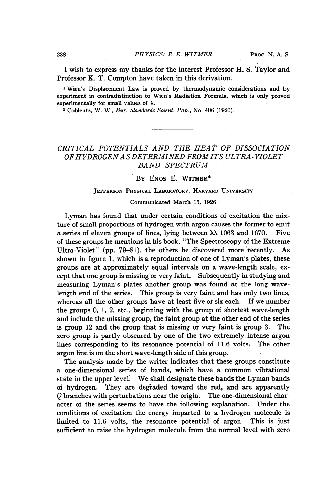 238 PHYSICS: E. E. WITMER PROC. N. A. S.
I wish to express my thanks for the interest Professor H. S. Taylor and
Professor K. T. Compton have taken in this derivation.
¹ Wien's Displacement Law is proved by thermodynamic considerations and by
experiment in contradistinction to Wien's Radiation Formula, which is only proved
experimentally for small values of λ.
² Coblentz, W. W., Bur. Standards Scient. Pap., No. 406 (1920).
CRITICAL POTENTIALS AND THE HEAT OF DISSOCIATION
OF HYDROGEN AS DETERMINED FROM ITS ULTRA-VIOLET
BAND SPECTRUM
BY ENOS E. WITMER*
JEFFERSON PHYSICAL LABORATORY, HARVARD UNIVERSITY
Communicated March 13, 1926
Lyman has found that under certain conditions of excitation the mix-
ture of small proportions of hydrogen with argon causes the former to emit
a series of eleven groups of lines, lying between λλ 1063 and 1670. Five
of these groups he mentions in his book, "The Spectroscopy of the Extreme
Ultra-Violet" (pp. 79–81), the others he discovered more recently. As
shown in figure 1, which is a reproduction of one of Lyman's plates, these
groups are at approximately equal intervals on a wave-length scale, ex-
cept that one group is missing or very faint. Subsequently in studying and
measuring Lyman's plates another group was found at the long wave-
length end of the series. This group is very faint and has only two lines,
whereas all the other groups have at least five or six each. If we number
the groups 0, 1, 2, etc., beginning with the group of shortest wave-length
and include the missing group, the faint group at the other end of the series
is group 12 and the group that is missing or very faint is group 3. The
zero group is partly obscured by one of the two extremely intense argon
lines corresponding to its resonance potential of 11.6 volts. The other
argon line is on the short wave-length side of this group.
The analysis made by the writer indicates that these groups constitute
a one-dimensional series of bands, which have a common vibrational
state in the upper level. We shall designate these bands the Lyman bands
of hydrogen. They are degraded toward the red, and are apparently
Q branches with perturbations near the origin. The one-dimensional char-
acter of the series seems to have the following explanation. Under the
conditions of excitation the energy imparted to a hydrogen molecule is
limited to 11.6 volts, the resonance potential of argon. This is just
sufficient to raise the hydrogen molecule from the normal level with zero